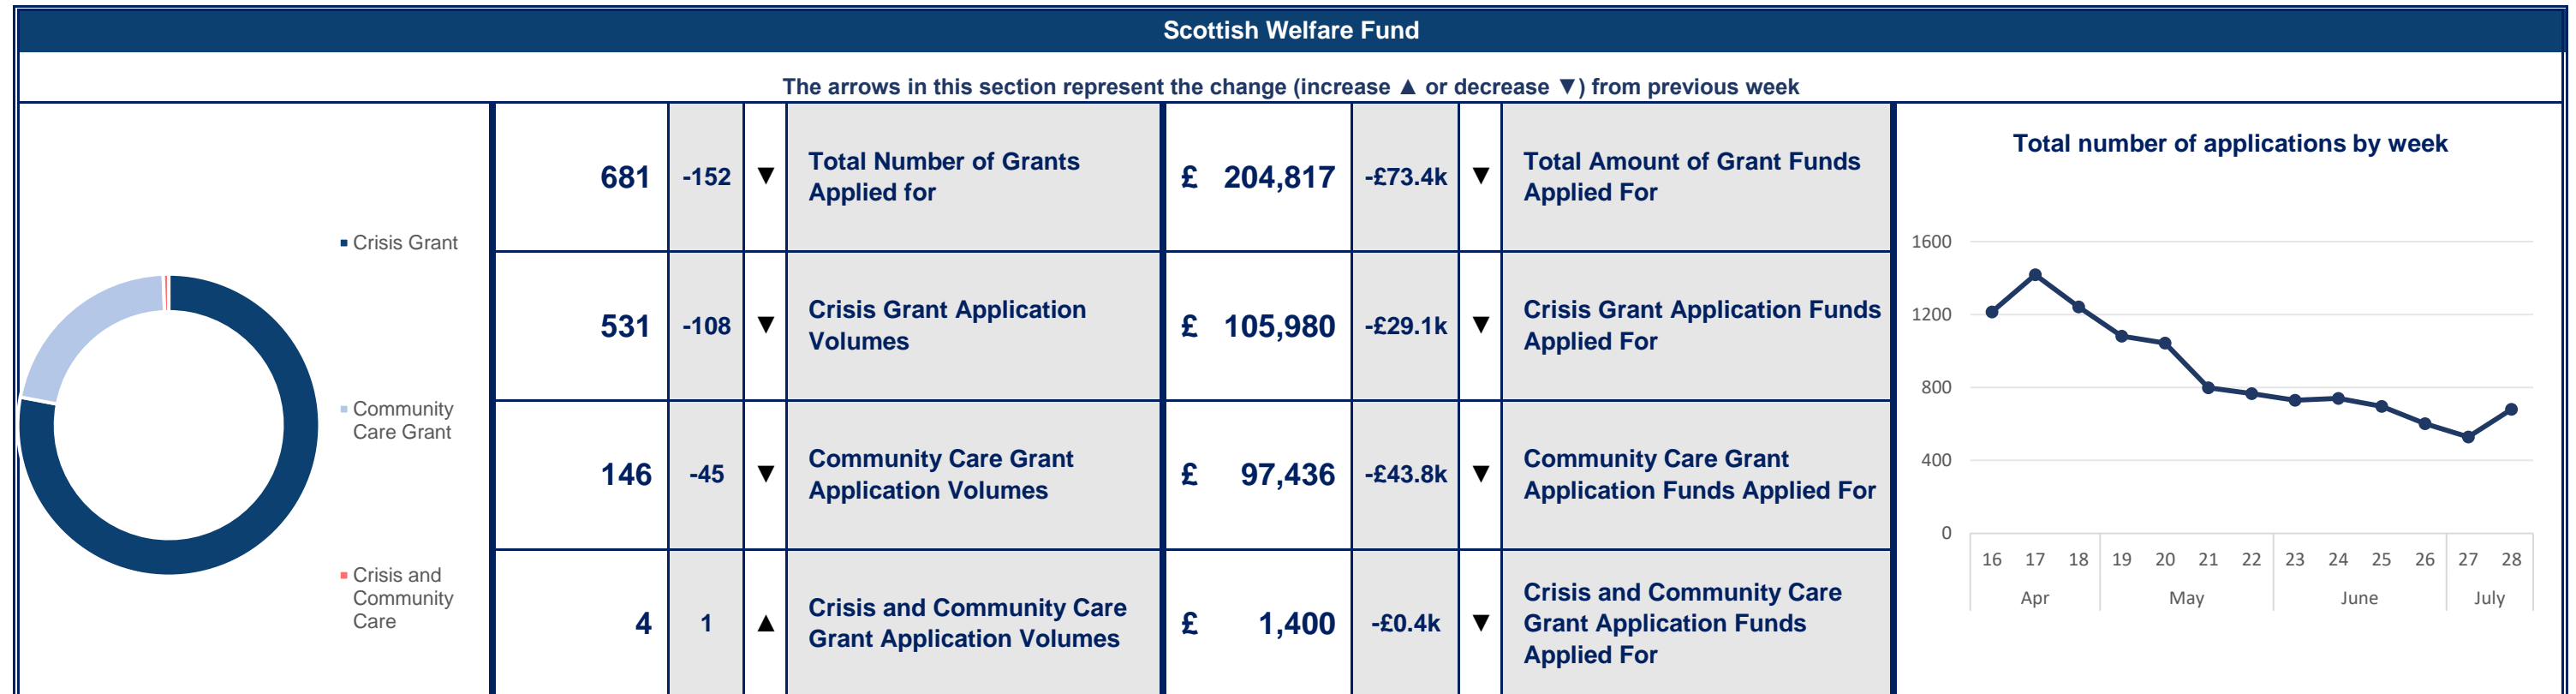 Scottish Welfare Fund
The arrows in this section represent the change (increase ▲ or decrease ▼) from previous week
Crisis Grant
Community
Care Grant
Crisis and
Community
Care
681 -152 ▼ Total Number of Grants
Applied for
£ 204,817 -£73.4k ▼ Total Amount of Grant Funds
Applied For
531 -108 ▼ Crisis Grant Application
Volumes
£ 105,980 -£29.1k ▼ Crisis Grant Application Funds
Applied For
146 -45 ▼ Community Care Grant
Application Volumes
£ 97,436 -£43.8k ▼ Community Care Grant
Application Funds Applied For
4 1 ▲ Crisis and Community Care
Grant Application Volumes
£ 1,400 -£0.4k ▼ Crisis and Community Care
Grant Application Funds
Applied For
Total number of applications by week
1600
1200
800
400
0
16 17 18 19 20 21 22 23 24 25 26 27 28
Apr May June July